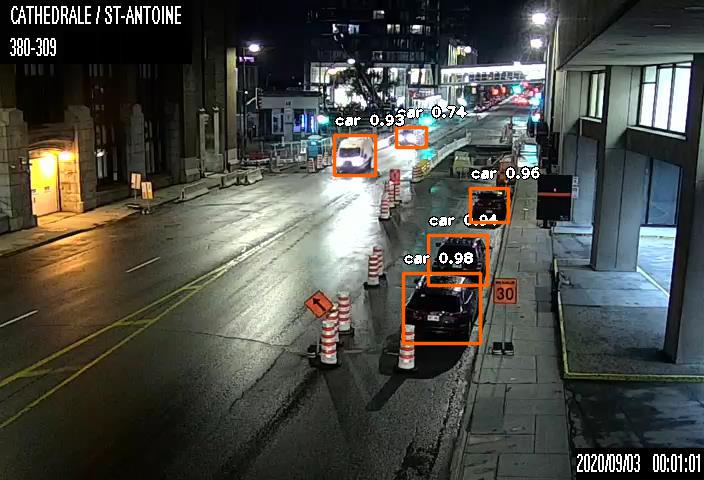 CATHEDRALE / ST-ANTOINE
380-309
car 0.93
car 0.74
car 0.96
car 0.94
car 0.98
30
2020/09/03 00:01:01